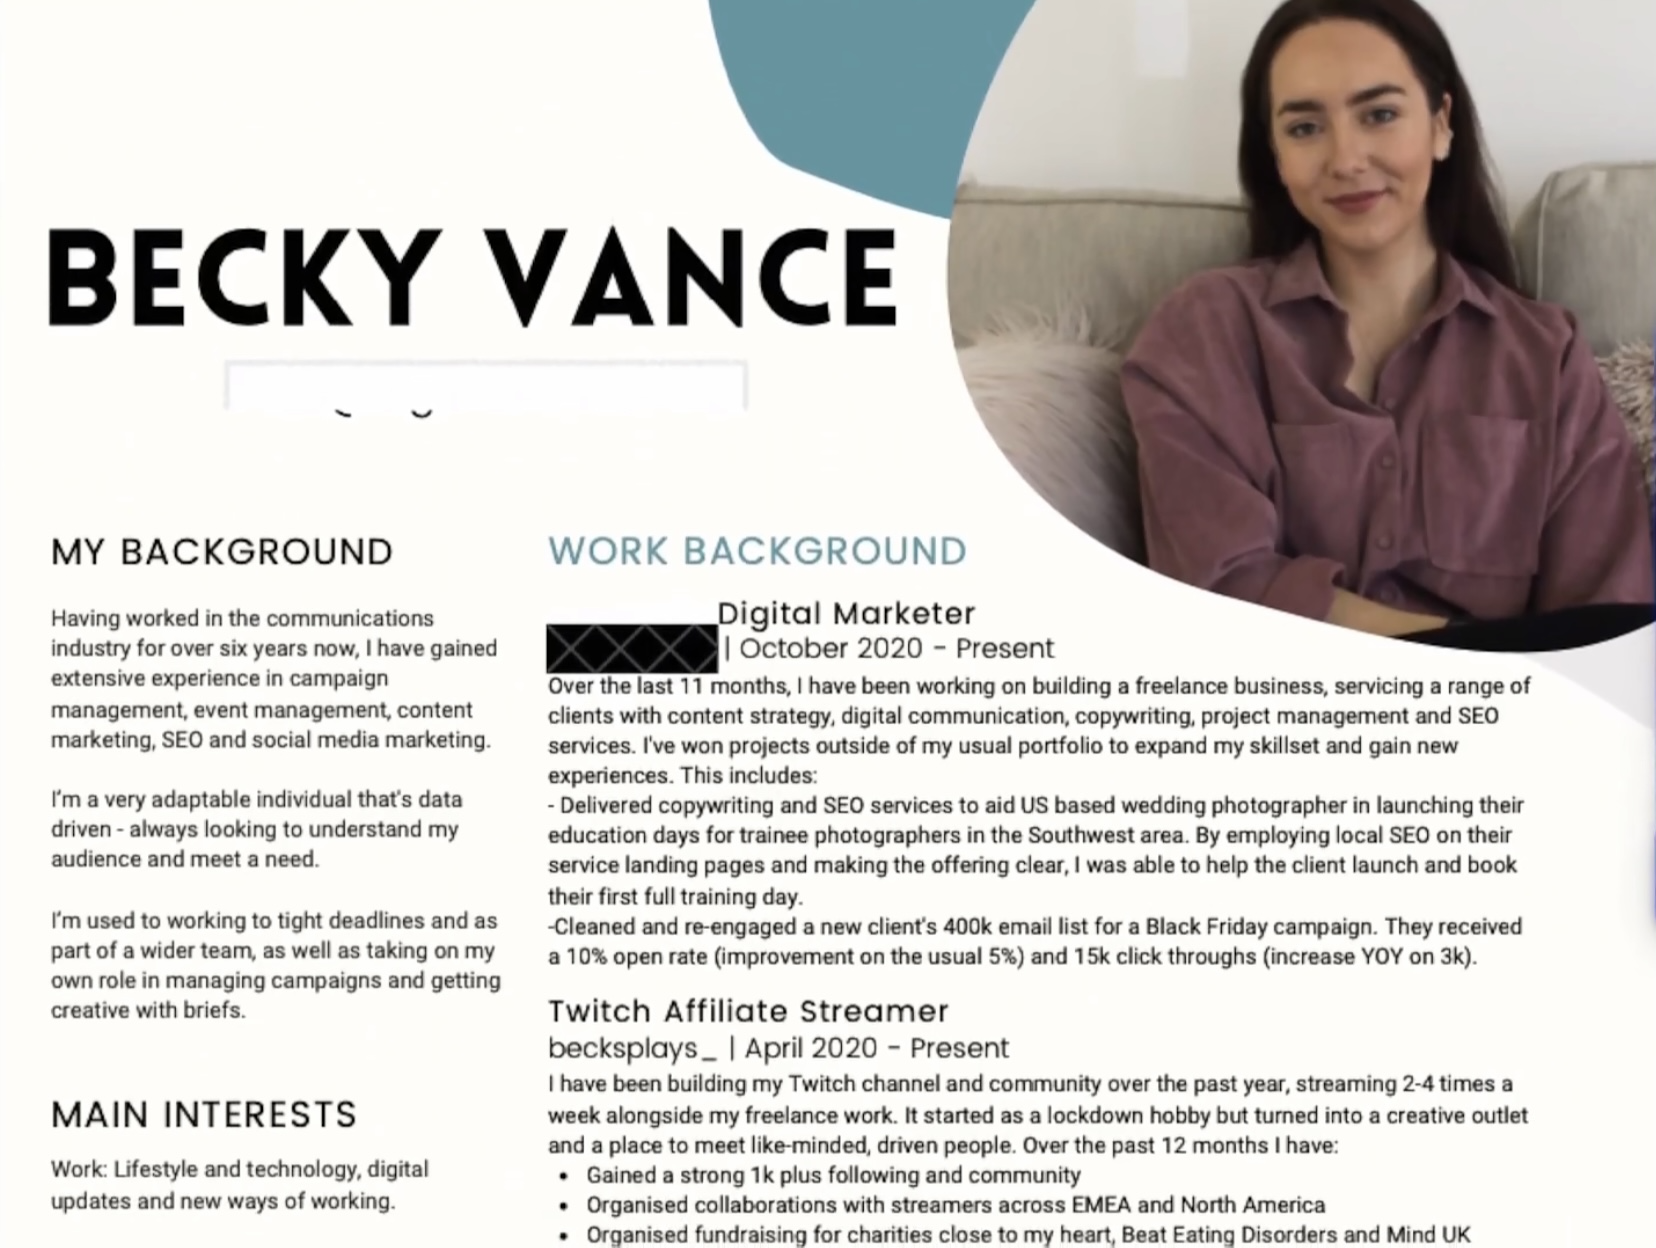 BECKY VANCE
MY BACKGROUND
Having worked in the communications
industry for over six years now, I have gained
extensive experience in campaign
management, event management, content
marketing, SEO and social media marketing.
I'm a very adaptable individual that's data
driven - always looking to understand my
audience and meet a need.
I'm used to working to tight deadlines and as
part of a wider team, as well as taking on my
own role in managing campaigns and getting
creative with briefs.
MAIN INTERESTS
Work: Lifestyle and technology, digital
updates and new ways of working.
WORK BACKGROUND
Digital Marketer
| October 2020 - Present
Over the last 11 months, I have been working on building a freelance business, servicing a range of
clients with content strategy, digital communication, copywriting, project management and SEO
services. I've won projects outside of my usual portfolio to expand my skillset and gain new
experiences. This includes:
- Delivered copywriting and SEO services to aid US based wedding photographer in launching their
education days for trainee photographers in the Southwest area. By employing local SEO on their
service landing pages and making the offering clear, I was able to help the client launch and book
their first full training day.
-Cleaned and re-engaged a new client's 400k email list for a Black Friday campaign. They received
a 10% open rate (improvement on the usual 5%) and 15k click throughs (increase YOY on 3k).
Twitch Affiliate Streamer
becksplays_ | April 2020 - Present
I have been building my Twitch channel and community over the past year, streaming 2-4 times a
week alongside my freelance work. It started as a lockdown hobby but turned into a creative outlet
and a place to meet like-minded, driven people. Over the past 12 months I have:
• Gained a strong 1k plus following and community
• Organised collaborations with streamers across EMEA and North America
• Organised fundraising for charities close to my heart, Beat Eating Disorders and Mind UK